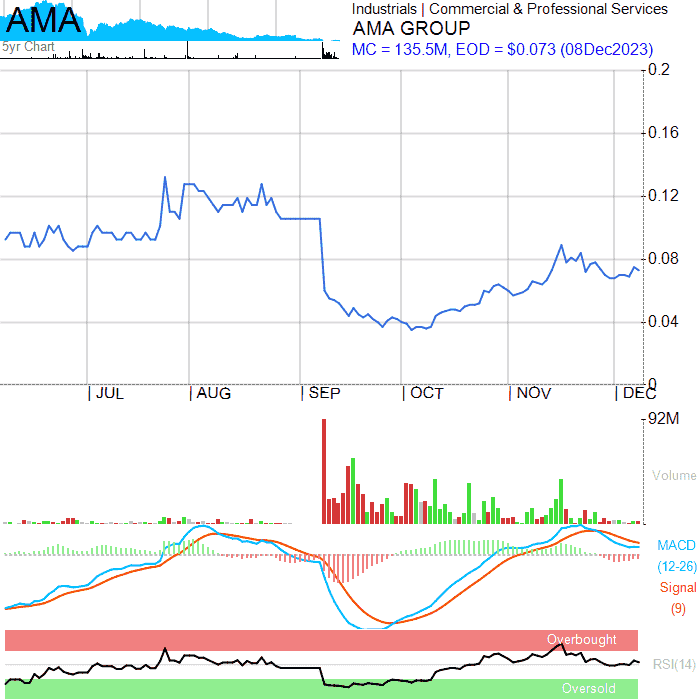 AMA
5yr Chart
Industrials | Commercial & Professional Services
AMA GROUP
MC = 135.5M, EOD = $0.073 (08Dec2023)
0.2
0.16
0.12
0.08
0.04
0
JUL AUG SEP OCT NOV DEC
92M
Volume
MACD
(12-26)
Signal
(9)
Overbought
RSI(14)
Oversold